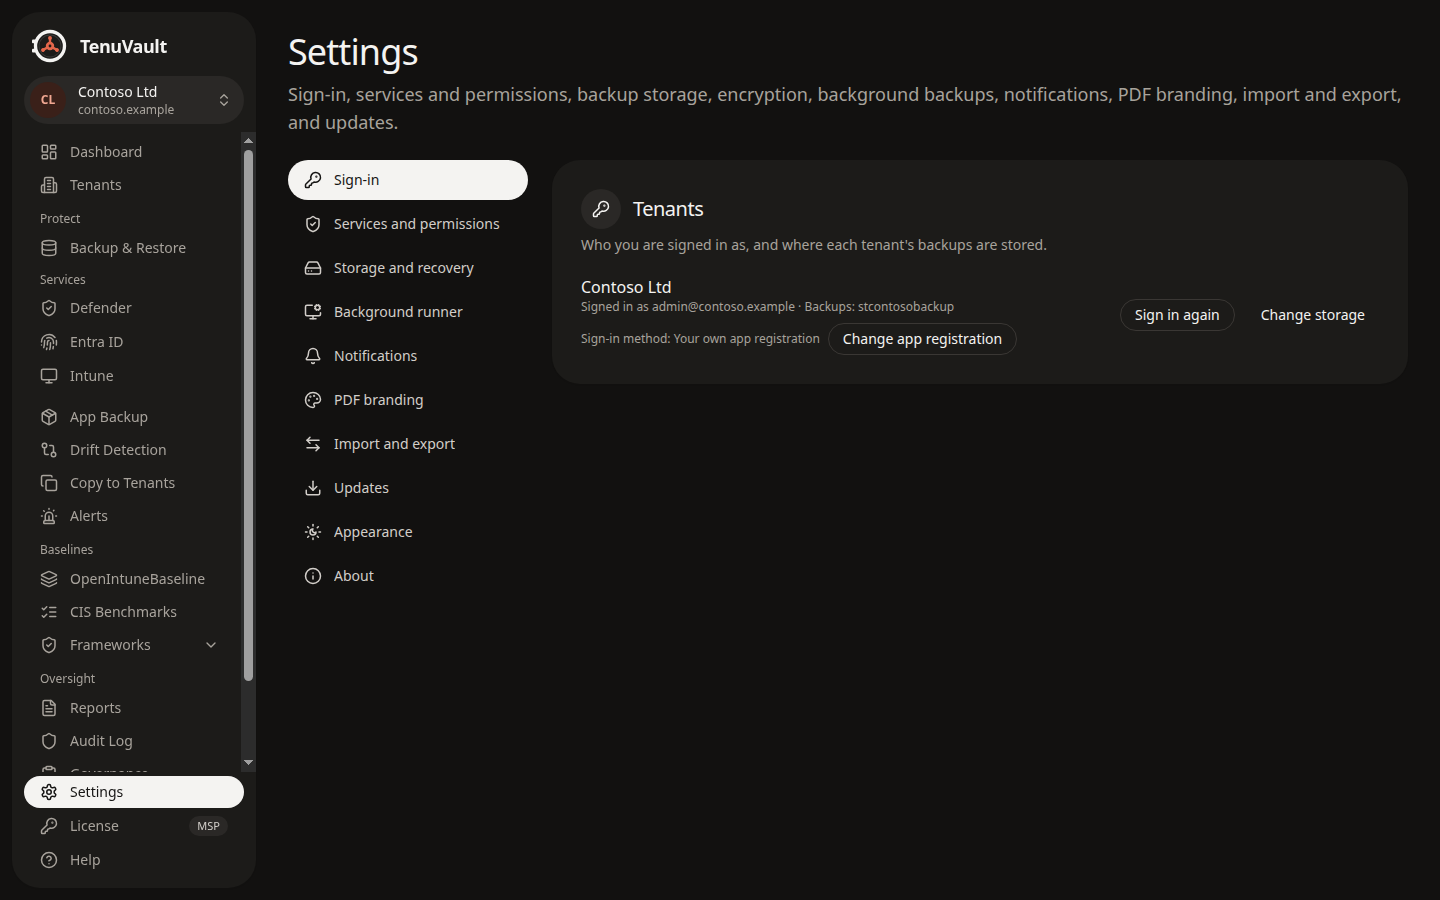 TenuVault
CL
Contoso Ltd
contoso.example
Dashboard
Tenants
Protect
Backup & Restore
Services
Defender
Entra ID
Intune
App Backup
Drift Detection
Copy to Tenants
Alerts
Baselines
OpenIntuneBaseline
CIS Benchmarks
Frameworks
Oversight
Reports
Audit Log
Settings
License
MSP
Help
Settings
Sign-in, services and permissions, backup storage, encryption, background backups, notifications, PDF branding, import and export,
and updates.
Sign-in
Services and permissions
Storage and recovery
Background runner
Notifications
PDF branding
Import and export
Updates
Appearance
About
Tenants
Who you are signed in as, and where each tenant's backups are stored.
Contoso Ltd
Signed in as admin@contoso.example · Backups: stcontosobackup
Sign-in method: Your own app registration
Change app registration
Sign in again
Change storage